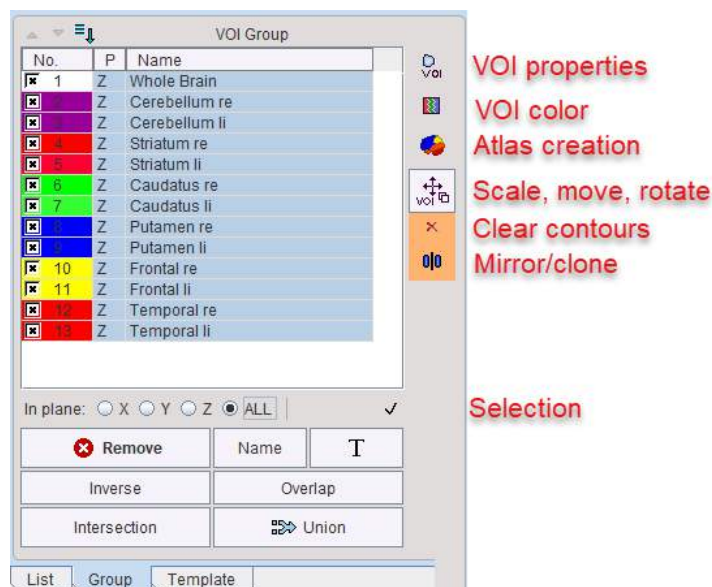 VOI Group
No. P Name
1 Z Whole Brain
2 Z Cerebellum re
3 Z Cerebellum li
4 Z Striatum re
5 Z Striatum li
6 Z Caudatus re
7 Z Caudatus li
8 Z Putamen re
9 Z Putamen li
10 Z Frontal re
11 Z Frontal li
12 Z Temporal re
13 Z Temporal li
VOI VOI properties
VOI color
Atlas creation
VOI Scale, move, rotate
Clear contours
Mirror/clone
In plane: X Y Z ALL Selection
Remove Name T
Inverse Overlap
Intersection Union
List Group Template